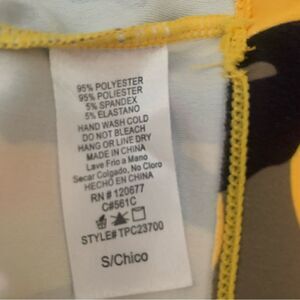 95% POLYESTER
95% POLIESTER
5% SPANDEX
5% ELASTANO
HAND WASH COLD
DO NOT BLEACH
HANG OR LINE DRY
MADE IN CHINA
Lave Frio a Mano
Secar Colgado, No Cloro
HECHO EN CHINA
RN # 120677
C#561C
STYLE# TPC23700
S/Chico